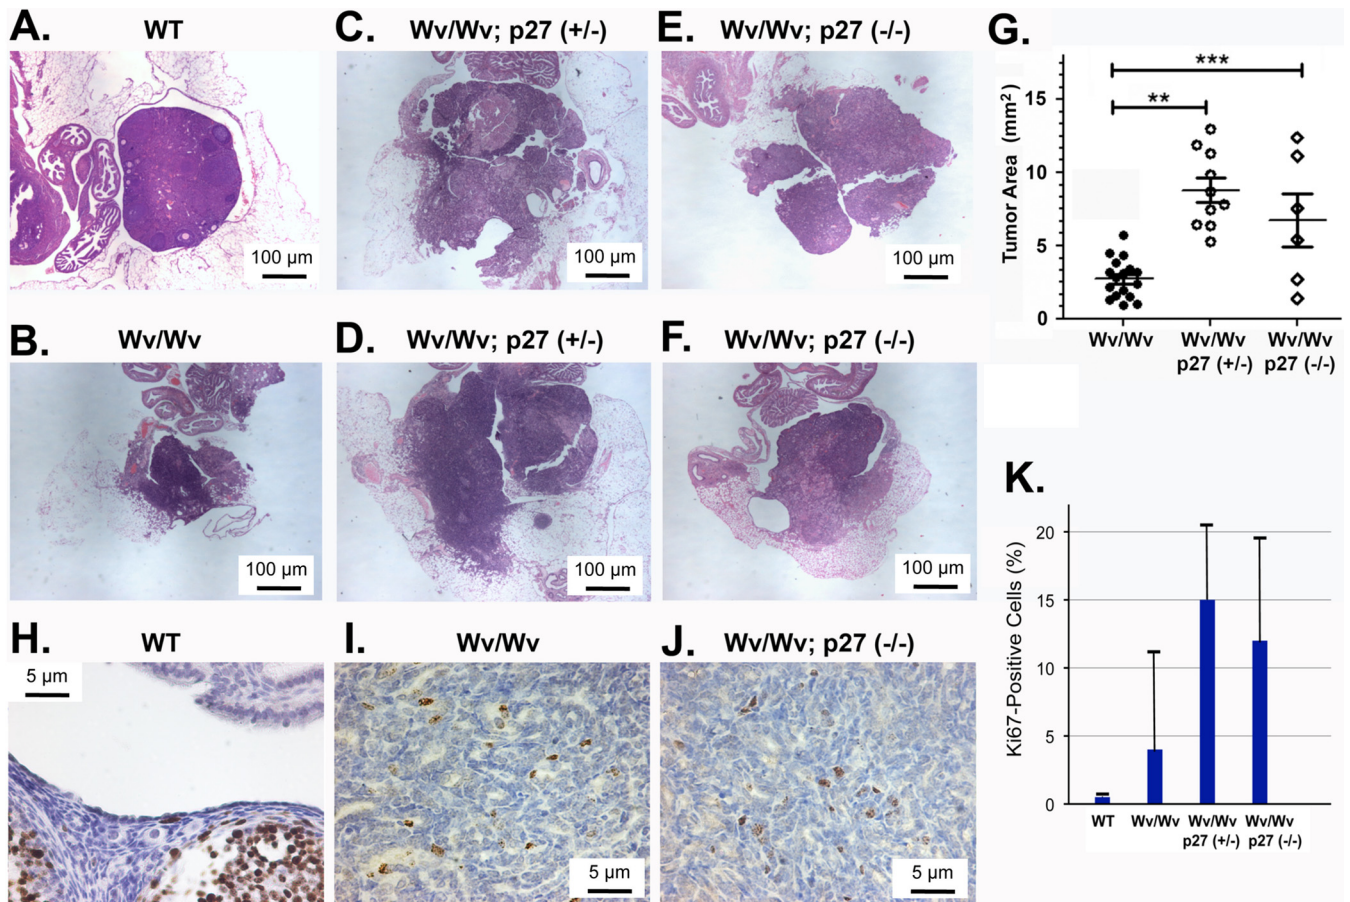 A. WT
C. Wv/Wv; p27 (+/-)
E. Wv/Wv; p27 (-/-)
100 µm
100 µm
100 µm
G.
***
**
Tumor Area (mm²)
15
10
5
0
Wv/Wv
Wv/Wv
p27 (+/-)
Wv/Wv
p27 (-/-)
B. Wv/Wv
D. Wv/Wv; p27 (+/-)
F. Wv/Wv; p27 (-/-)
100 µm
100 µm
100 µm
H. WT
I. Wv/Wv
J. Wv/Wv; p27 (-/-)
5 µm
5 µm
5 µm
K.
Ki67-Positive Cells (%)
20
15
10
5
0
WT
Wv/Wv
Wv/Wv
p27 (+/-)
Wv/Wv
p27 (-/-)